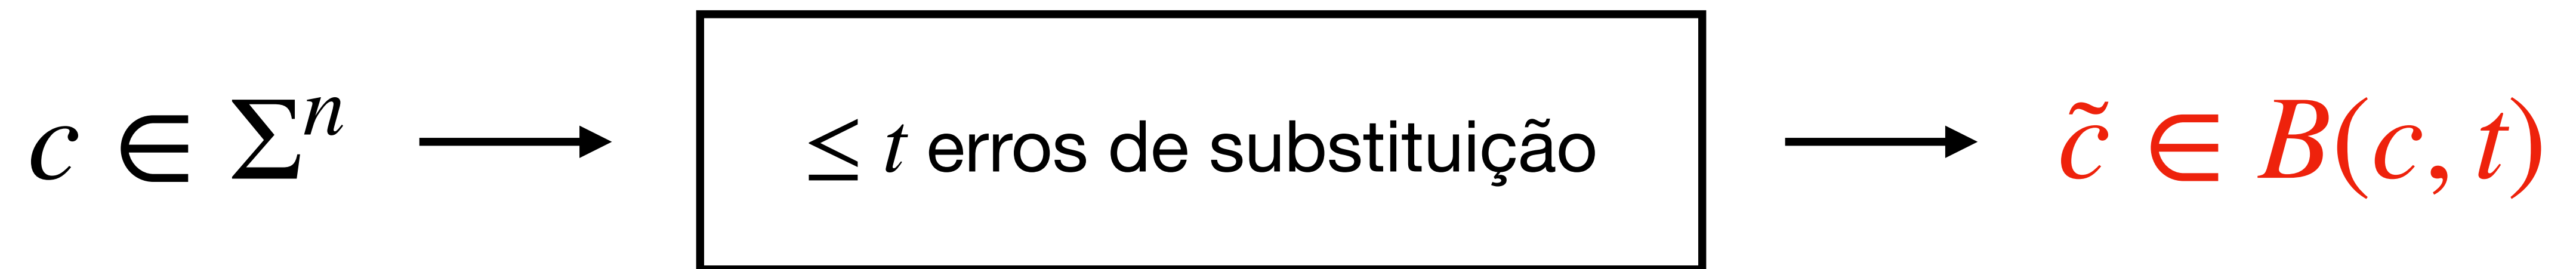 c ∈ Σⁿ → ≤ t erros de substituição → c̃ ∈ B(c, t)